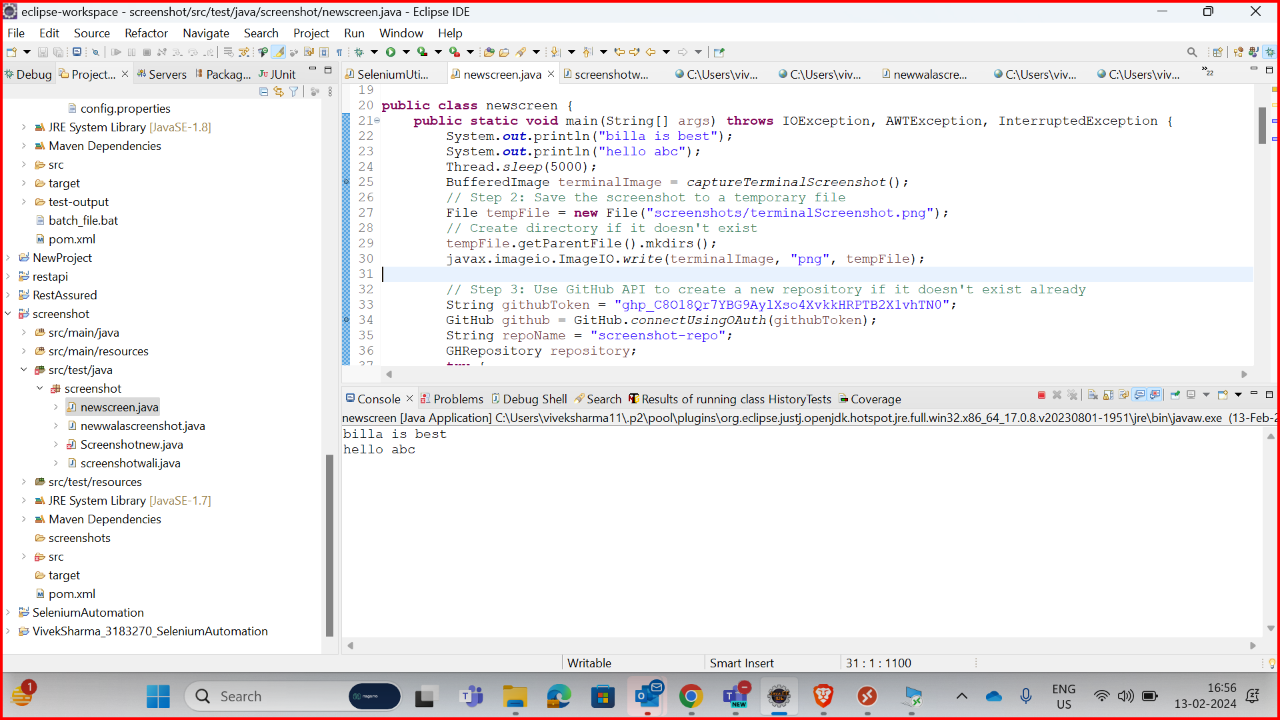 eclipse-workspace - screenshot/src/test/java/screenshot/newscreen.java - Eclipse IDE
File Edit Source Refactor Navigate Search Project Run Window Help
Debug Project... Servers Packag... JUnit
SeleniumUti... newscreen.java screenshotw... C:\Users\viv... C:\Users\viv... newwalascre... C:\Users\viv... C:\Users\viv... »22
config.properties
JRE System Library [JavaSE-1.8]
Maven Dependencies
src
target
test-output
batch_file.bat
pom.xml
NewProject
restapi
RestAssured
screenshot
src/main/java
src/main/resources
src/test/java
screenshot
newscreen.java
newwalascreenshot.java
Screenshotnew.java
screenshotwali.java
src/test/resources
JRE System Library [JavaSE-1.7]
Maven Dependencies
screenshots
src
target
pom.xml
SeleniumAutomation
VivekSharma_3183270_SeleniumAutomation
19
20 public class newscreen {
21 public static void main(String[] args) throws IOException, AWTException, InterruptedException {
22 System.out.println("billa is best");
23 System.out.println("hello abc");
24 Thread.sleep(5000);
25 BufferedImage terminalImage = captureTerminalScreenshot();
26 // Step 2: Save the screenshot to a temporary file
27 File tempFile = new File("screenshots/terminalScreenshot.png");
28 // Create directory if it doesn't exist
29 tempFile.getParentFile().mkdirs();
30 javax.imageio.ImageIO.write(terminalImage, "png", tempFile);
31
32 // Step 3: Use GitHub API to create a new repository if it doesn't exist already
33 String githubToken =
34 GitHub github = GitHub.connectUsingOAuth(githubToken);
35 String repoName = "screenshot-repo";
36 GHRepository repository;
37 try {
Console Problems Debug Shell Search Results of running class HistoryTests Coverage
newscreen [Java Application] C:\Users\viveksharma11\.p2\pool\plugins\org.eclipse.justj.openjdk.hotspot.jre.full.win32.x86_64_17.0.8.v20230801-1951\jre\bin\javaw.exe (13-Feb-2
billa is best
hello abc
Writable Smart Insert 31 : 1 : 1100
1 Search NEW ENG US 16:56 13-02-2024